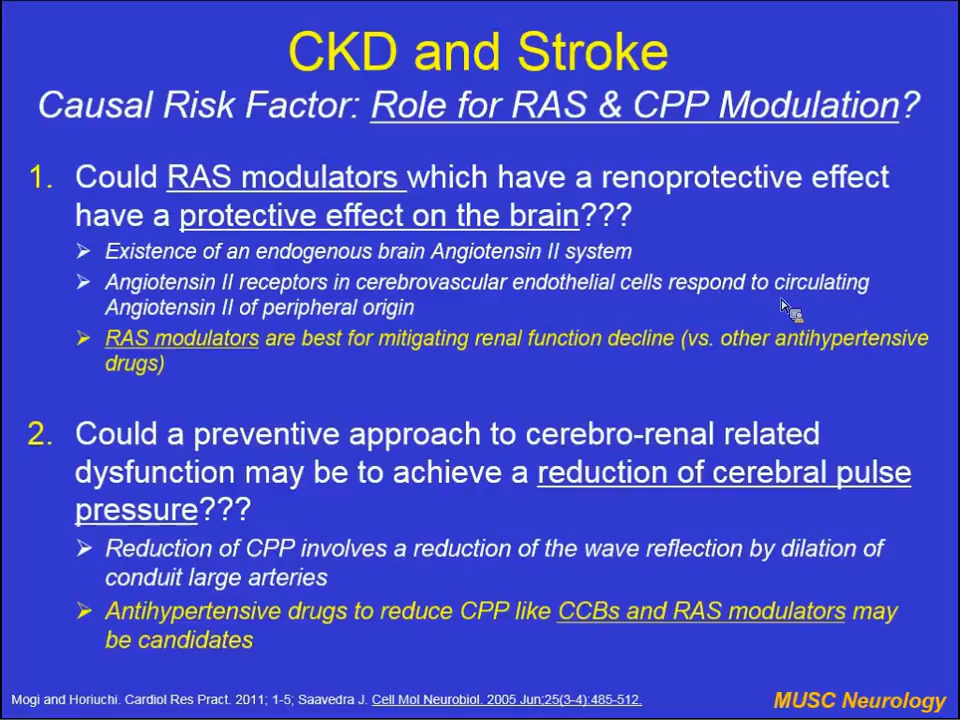 CKD and Stroke
Causal Risk Factor: Role for RAS & CPP Modulation?
1. Could RAS modulators which have a renoprotective effect
have a protective effect on the brain???
Existence of an endogenous brain Angiotensin II system
Angiotensin II receptors in cerebrovascular endothelial cells respond to circulating
Angiotensin II of peripheral origin
RAS modulators are best for mitigating renal function decline (vs. other antihypertensive
drugs)
2. Could a preventive approach to cerebro-renal related
dysfunction may be to achieve a reduction of cerebral pulse
pressure???
Reduction of CPP involves a reduction of the wave reflection by dilation of
conduit large arteries
Antihypertensive drugs to reduce CPP like CCBs and RAS modulators may
be candidates
Mogi and Horiuchi. Cardiol Res Pract. 2011; 1-5; Saavedra J. Cell Mol Neurobiol. 2005 Jun;25(3-4):485-512.
MUSC Neurology